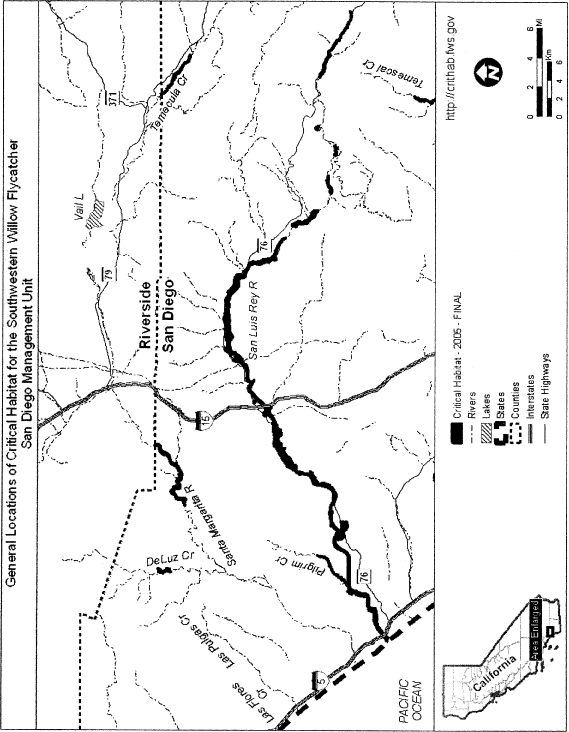 General Locations of Critical Habitat for the Southwestern Willow Flycatcher
San Diego Management Unit
371
Temecula Cr
Vail L
79
Riverside
San Diego
15
Santa Margarita R
DeLuz Cr
Las Pulgas Cr
Las Flores
Cr
5
PACIFIC
OCEAN
Pilgrim Cr
76
San Luis Rey R
76
Temescal Cr
California
Area Enlarged
Critical Habitat - 2005 - FINAL
Rivers
Lakes
States
Counties
Interstates
State Highways
http://crithab.fws.gov
N
0 2 4 6 Mi
0 2 4 6 Km